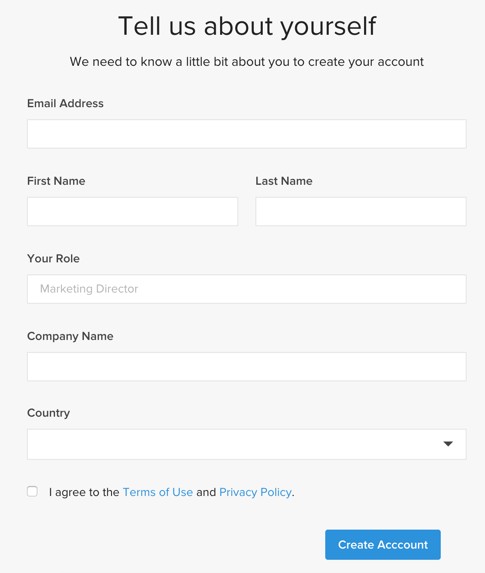 Tell us about yourself
We need to know a little bit about you to create your account
Email Address
First Name
Last Name
Your Role
Marketing Director
Company Name
Country
I agree to the Terms of Use and Privacy Policy.
Create Acccount